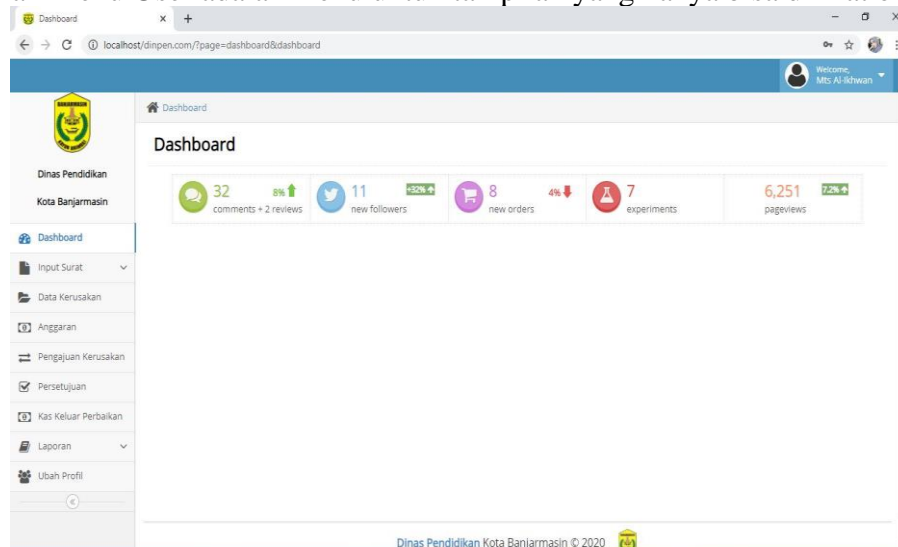 Dashboard
localhost/dinpen.com/?page=dashboard&dashboard
Welcome,
Mts Al-Ikhwan
Dashboard
Dashboard
Dinas Pendidikan
Kota Banjarmasin
32 8%
comments + 2 reviews
11 +32%
new followers
8 4%
new orders
7
experiments
6,251 7.2%
pageviews
Dashboard
Input Surat
Data Kerusakan
Anggaran
Pengajuan Kerusakan
Persetujuan
Kas Keluar Perbaikan
Laporan
Ubah Profil
Dinas Pendidikan Kota Banjarmasin © 2020